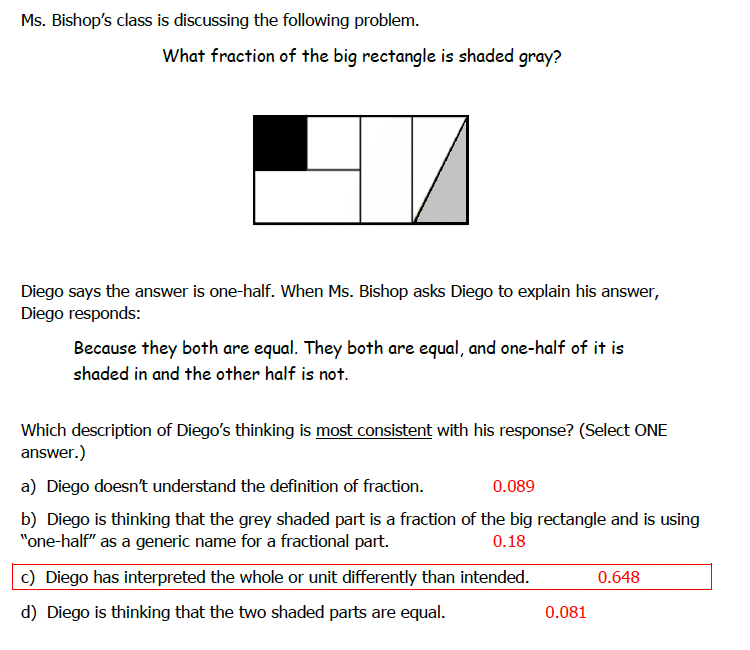 Ms. Bishop's class is discussing the following problem.
What fraction of the big rectangle is shaded gray?
Diego says the answer is one-half. When Ms. Bishop asks Diego to explain his answer,
Diego responds:
Because they both are equal. They both are equal, and one-half of it is
shaded in and the other half is not.
Which description of Diego's thinking is most consistent with his response? (Select ONE
answer.)
a) Diego doesn't understand the definition of fraction. 0.089
b) Diego is thinking that the grey shaded part is a fraction of the big rectangle and is using
"one-half" as a generic name for a fractional part. 0.18
c) Diego has interpreted the whole or unit differently than intended. 0.648
d) Diego is thinking that the two shaded parts are equal. 0.081